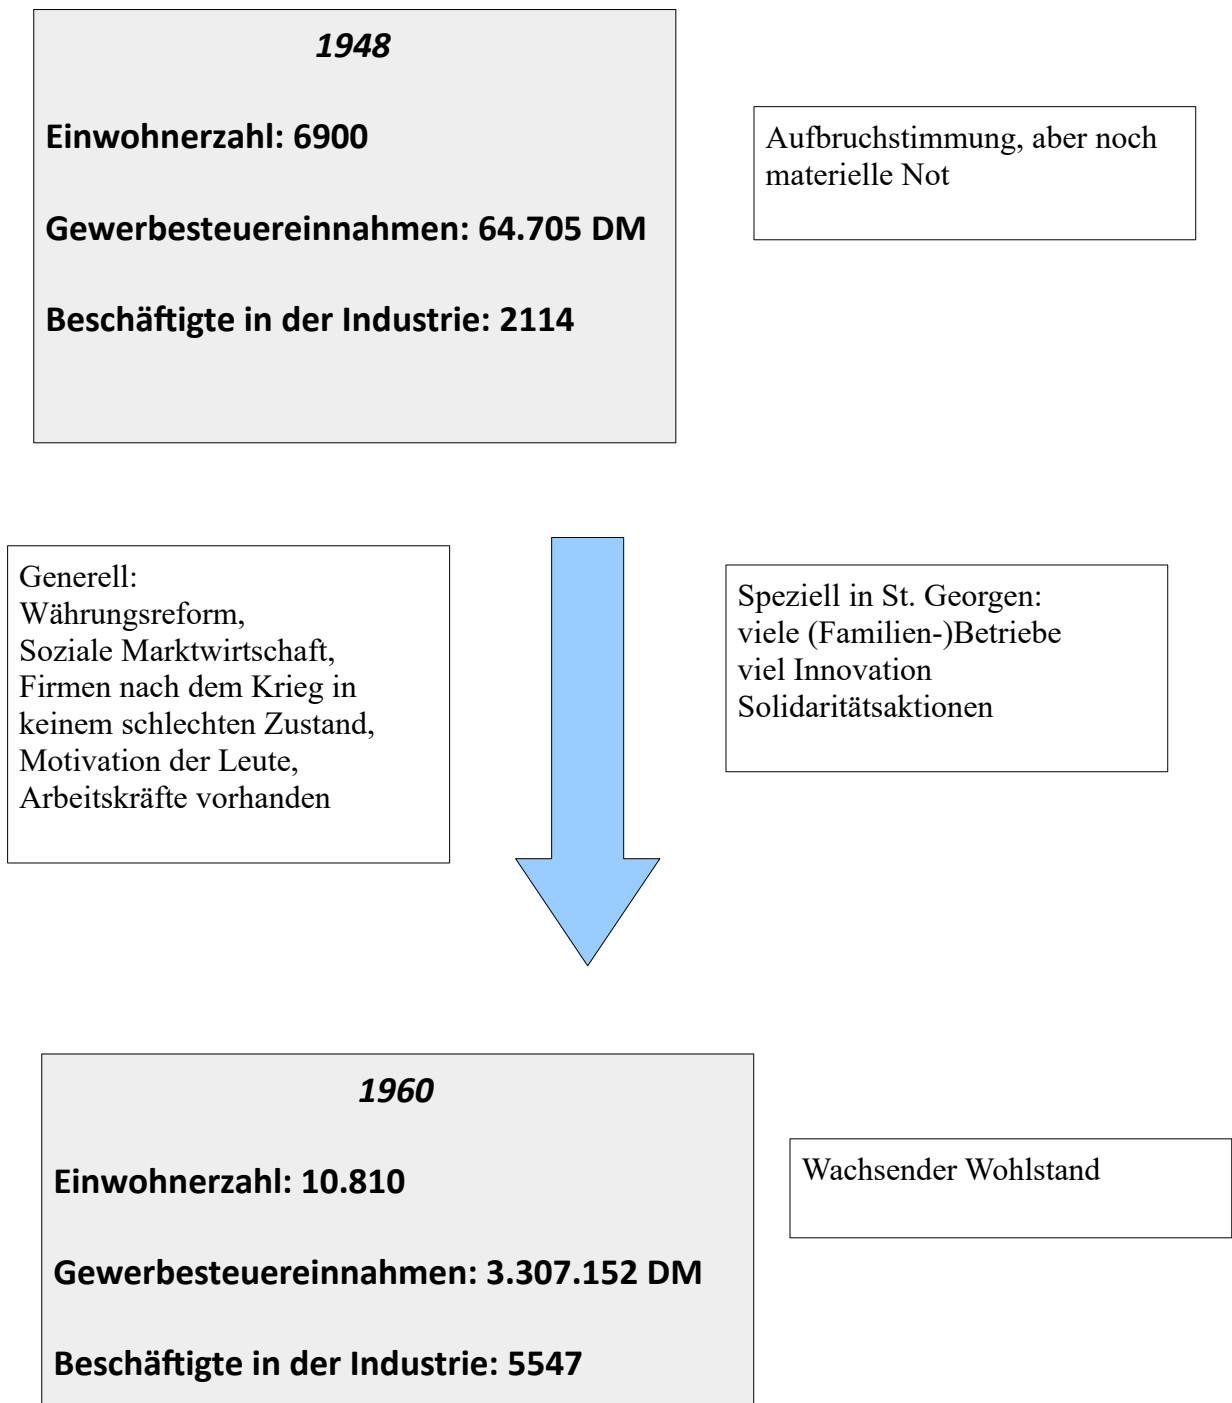 1948
Einwohnerzahl: 6900
Gewerbesteuereinnahmen: 64.705 DM
Beschäftigte in der Industrie: 2114
Aufbruchstimmung, aber noch
materielle Not
Generell:
Währungsreform,
Soziale Marktwirtschaft,
Firmen nach dem Krieg in
keinem schlechten Zustand,
Motivation der Leute,
Arbeitskräfte vorhanden
Speziell in St. Georgen:
viele (Familien-)Betriebe
viel Innovation
Solidaritätsaktionen
1960
Einwohnerzahl: 10.810
Gewerbesteuereinnahmen: 3.307.152 DM
Beschäftigte in der Industrie: 5547
Wachsender Wohlstand